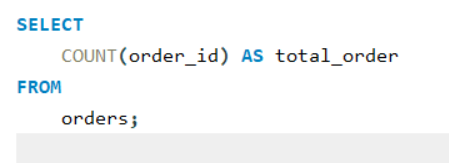 SELECT
    COUNT(order_id) AS total_order
FROM
    orders;